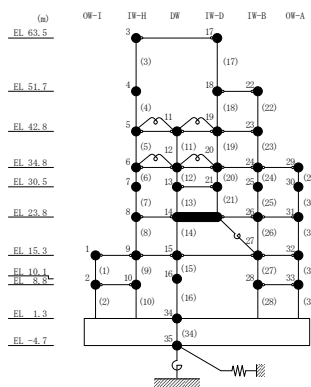 (m) OW-I IW-H DW IW-D IW-B OW-A
EL 63.5 3 17
(3) (17)
EL 51.7 4 18 22
(4) 11 19 (18) (22)
EL 42.8 5 23
(5) 12 (11) 20 (19) (23)
EL 34.8 6 24 29
(6) (12) (20) (24)
EL 30.5 7 13 21 25 30
(7) (13) (21) (25)
EL 23.8 8 14 26 31
(8) (14) (26)
27
EL 15.3 1 9 15 32
(1) (9) (15) (27)
EL 10.1 2 10 16 28 33
EL 8.8
(2) (10) (16) (28)
EL 1.3 34
(34)
EL -4.7 35